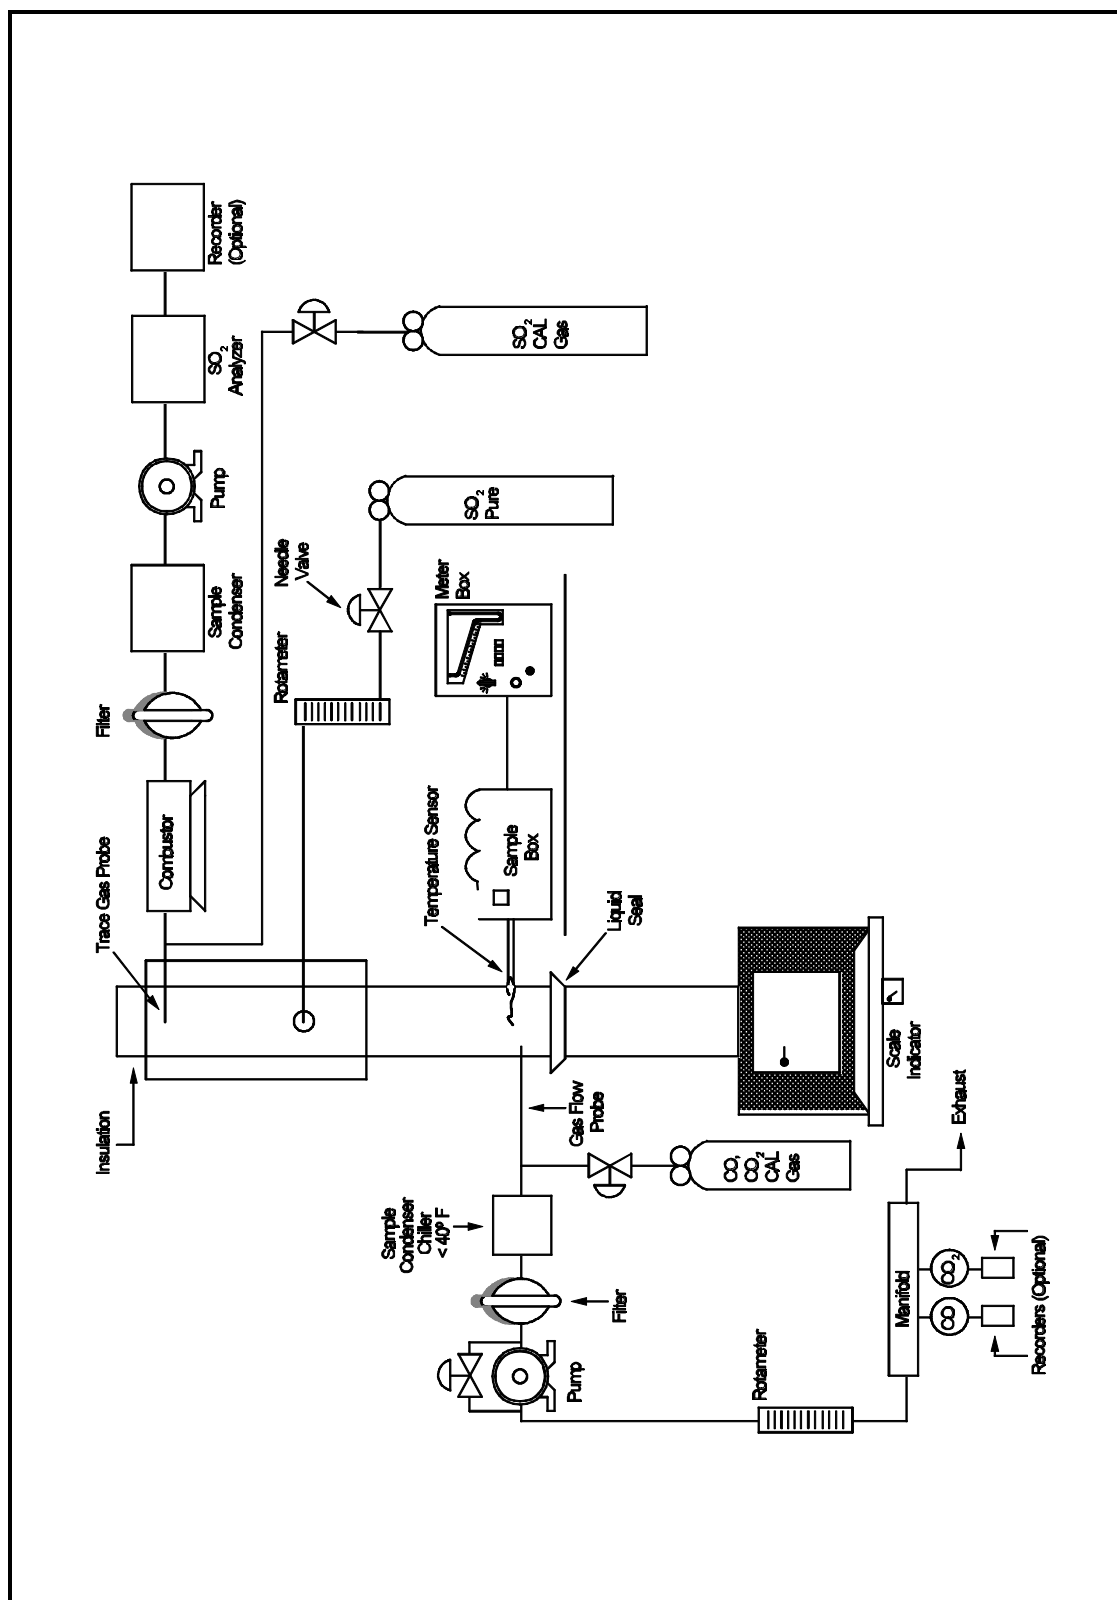 Trace Gas Probe
Insulation
Combustor
Filter
Sample
Condenser
Pump
SO2
Analyzer
Recorder
(Optional)
Rotameter
Needle
Valve
SO2
CAL
Gas
SO2
Pure
Meter
Box
Temperature Sensor
Sample
Box
Liquid
Seal
Sample
Condenser
Chiller
< 40º F
Gas Flow
Probe
Filter
Pump
CO,
CO2
CAL
Gas
Rotameter
Manifold
CO
CO2
Recorders (Optional)
Exhaust
Scale
Indicator